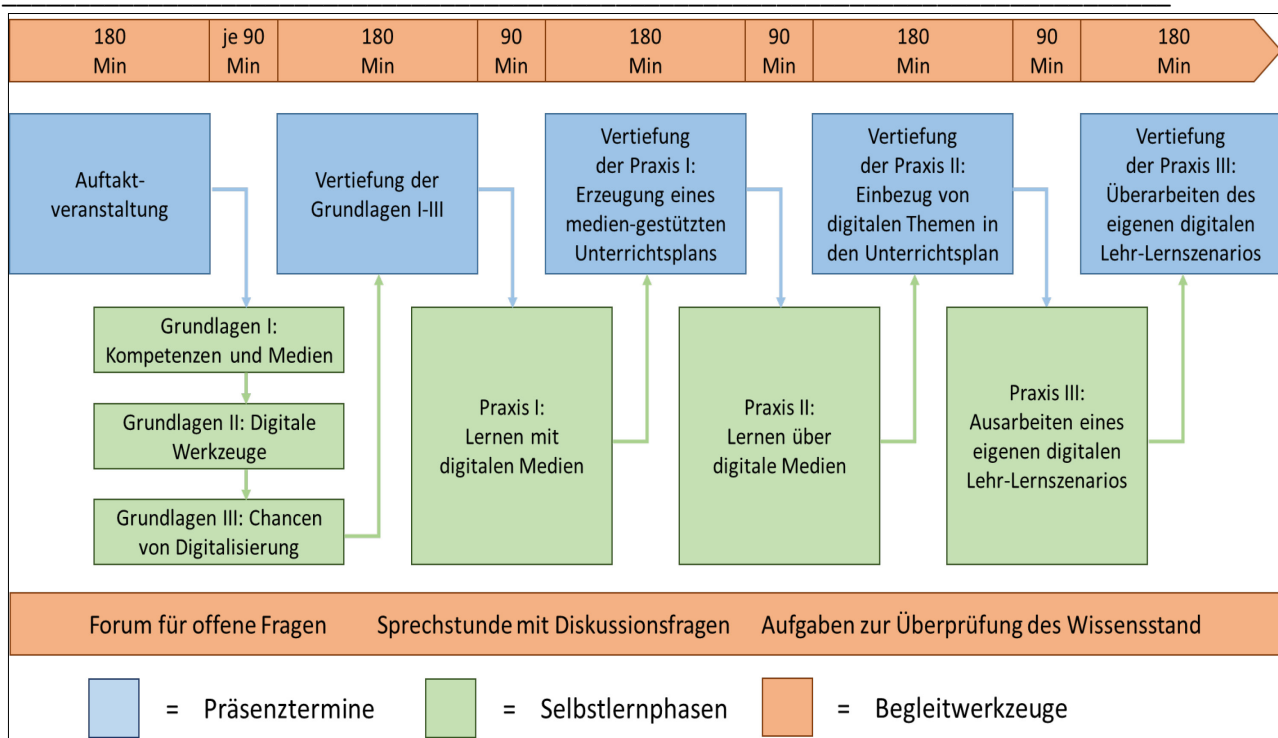 180
Min
je 90
Min
180
Min
90
Min
180
Min
90
Min
180
Min
90
Min
180
Min
Auftakt-
veranstaltung
Vertiefung der
Grundlagen I-III
Vertiefung
der Praxis I:
Erzeugung eines
medien-gestützten
Unterrichtsplans
Vertiefung
der Praxis II:
Einbezug von
digitalen Themen in
den Unterrichtsplan
Vertiefung
der Praxis III:
Überarbeiten des
eigenen digitalen
Lehr-Lernszenarios
Grundlagen I:
Kompetenzen und Medien
Grundlagen II: Digitale
Werkzeuge
Grundlagen III: Chancen
von Digitalisierung
Praxis I:
Lernen mit
digitalen Medien
Praxis II:
Lernen über
digitale Medien
Praxis III:
Ausarbeiten eines
eigenen digitalen
Lehr-Lernszenarios
Forum für offene Fragen Sprechstunde mit Diskussionsfragen Aufgaben zur Überprüfung des Wissensstand
= Präsenztermine = Selbstlernphasen = Begleitwerkzeuge